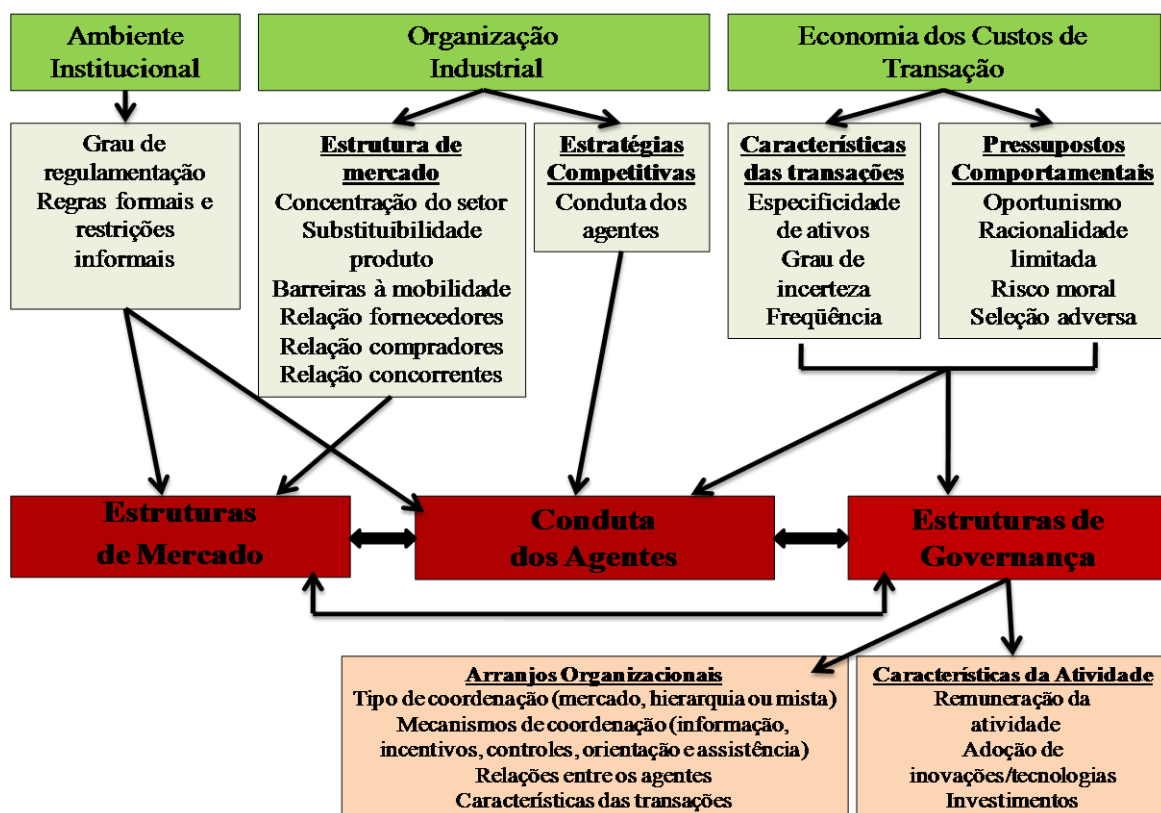 Ambiente
Institucional
Organização
Industrial
Economia dos Custos de
Transação
Grau de
regulamentação
Regras formais e
restrições
informais
Estrutura de
mercado
Concentração do setor
Substituibilidade
produto
Barreiras à mobilidade
Relação fornecedores
Relação compradores
Relação concorrentes
Estratégias
Competitivas
Conduta dos
agentes
Características
das transações
Especificidade
de ativos
Grau de
incerteza
Freqüência
Pressupostos
Comportamentais
Oportunismo
Racionalidade
limitada
Risco moral
Seleção adversa
Estruturas
de Mercado
Conduta
dos Agentes
Estruturas de
Governança
Arranjos Organizacionais
Tipo de coordenação (mercado, hierarquia ou mista)
Mecanismos de coordenação (informação,
incentivos, controles, orientação e assistência)
Relações entre os agentes
Características das transações
Características da Atividade
Remuneração da
atividade
Adoção de
inovações/tecnologias
Investimentos